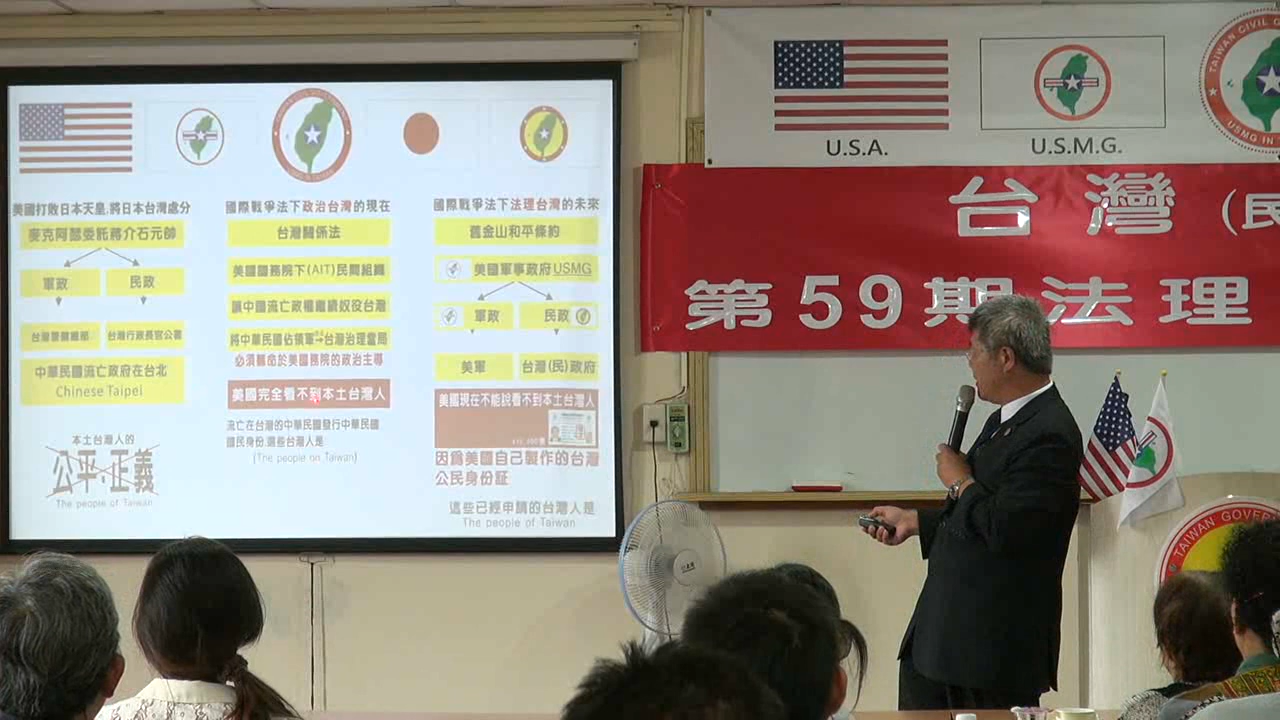 美國打敗日本天皇,將日本台灣處分
麥克阿瑟委託蔣介石元帥
軍政
民政
台灣警備總部
台灣行政長官公署
中華民國流亡政府在台北
Chinese Taipei
本土台灣人的
公平.正義
The people of Taiwan
國際戰爭法下政治台灣的現在
台灣關係法
美國國務院下(AIT)民間組織
讓中國流亡政權繼續奴役台灣
將中華民國佔領軍→台灣治理當局
必須聽命於美國務院的政治主導
美國完全看不到本土台灣人
流亡在台灣的中華民國發行中華民國
國民身份.這些台灣人是
(The people on Taiwan)
國際戰爭法下法理台灣的未來
舊金山和平條約
美國軍事政府USMG
軍政
民政
美軍
台灣(民)政府
美國現在不能說看不到本土台灣人
因為美國自己製作的台灣
公民身份証
這些已經申請的台灣人是
The people of Taiwan
U.S.A.
U.S.M.G.
TAIWAN CIVIL
USMG IN
台灣(民
第59期法理
TAIWAN GOVER